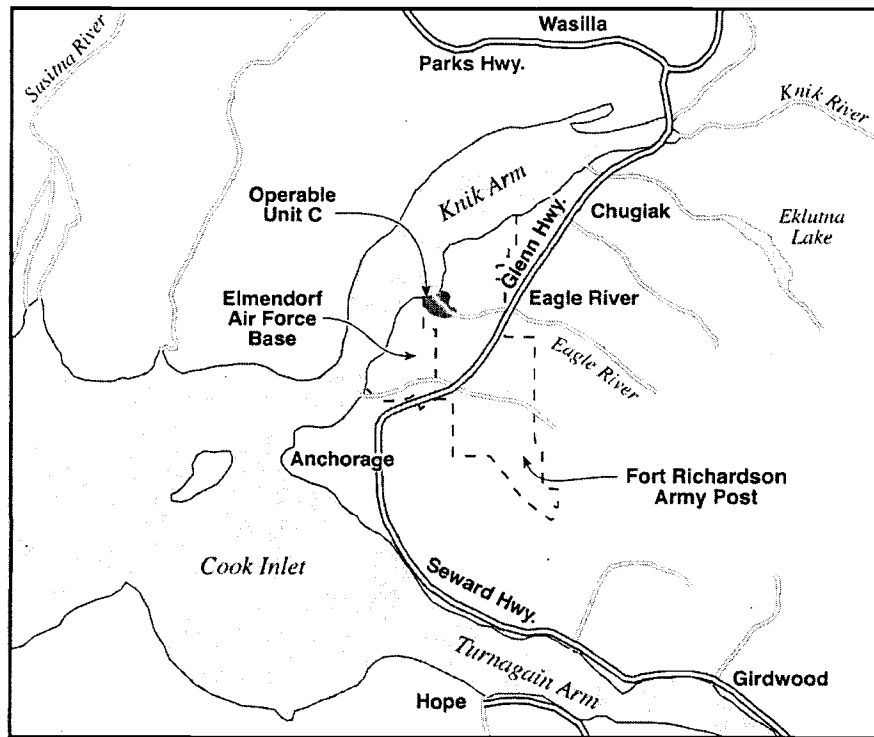 Wasilla
Parks Hwy.
Susitna River
Knik River
Knik Arm
Operable
Unit C
Glenn Hwy.
Chugiak
Eklutna
Lake
Elmendorf
Air Force
Base
Eagle River
Eagle River
Anchorage
Fort Richardson
Army Post
Cook Inlet
Seward Hwy.
Turnagain Arm
Girdwood
Hope